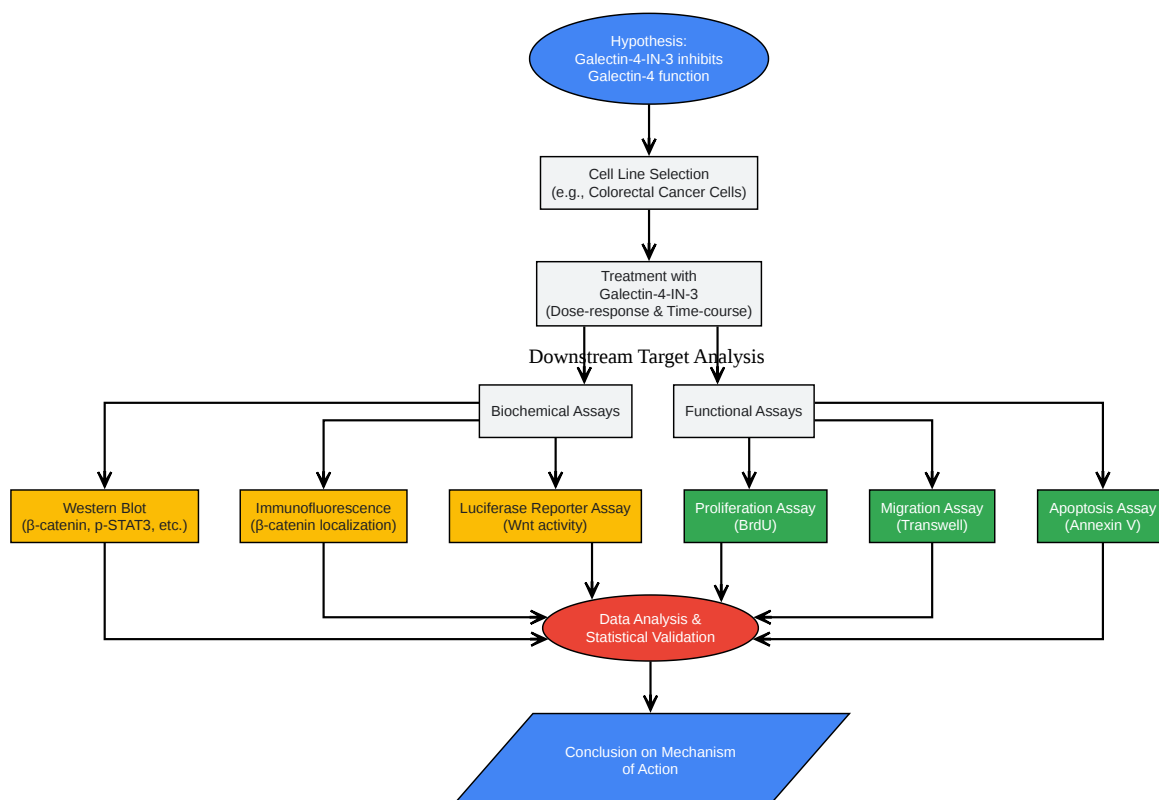 Hypothesis:
Galectin-4-IN-3 inhibits
Galectin-4 function
Cell Line Selection
(e.g., Colorectal Cancer Cells)
Treatment with
Galectin-4-IN-3
(Dose-response & Time-course)
Downstream Target Analysis
Biochemical Assays
Functional Assays
Western Blot
(β-catenin, p-STAT3, etc.)
Immunofluorescence
(β-catenin localization)
Luciferase Reporter Assay
(Wnt activity)
Proliferation Assay
(BrdU)
Migration Assay
(Transwell)
Apoptosis Assay
(Annexin V)
Data Analysis &
Statistical Validation
Conclusion on Mechanism
of Action